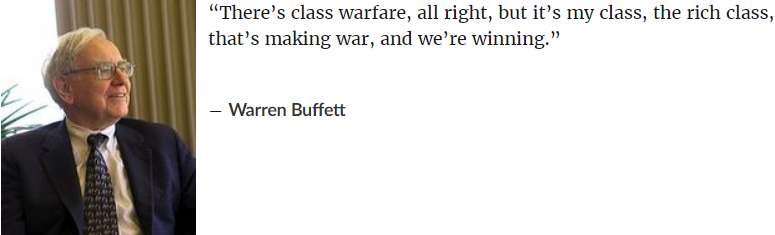 “There’s class warfare, all right, but it’s my class, the rich class,
that’s making war, and we’re winning.”
― Warren Buffett